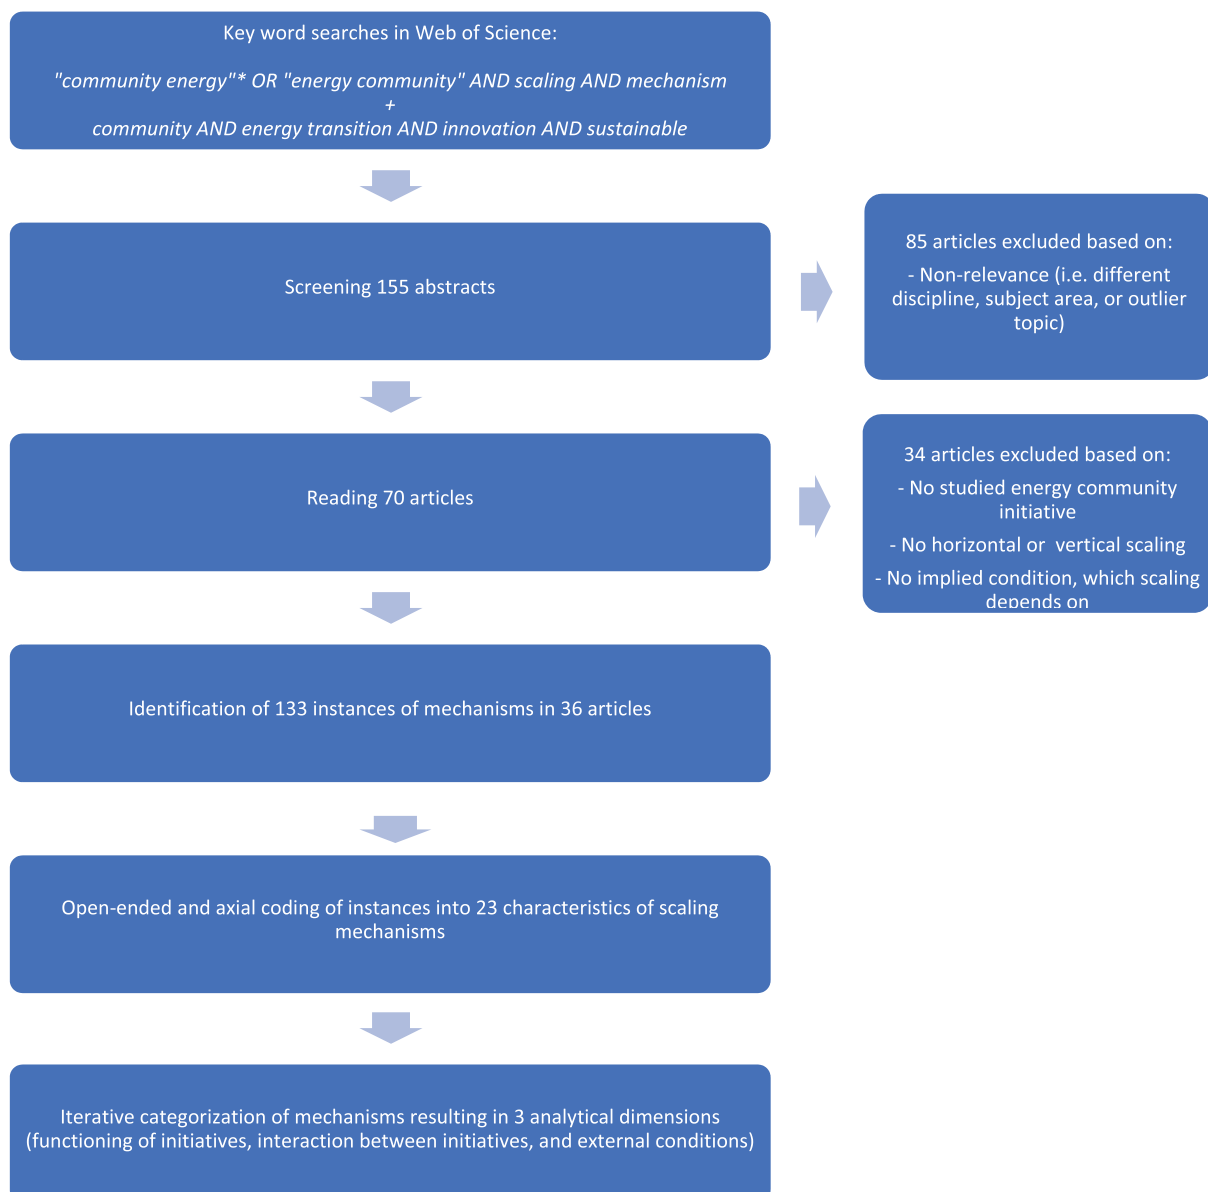 Key word searches in Web of Science:
"community energy"* OR "energy community" AND scaling AND mechanism
+
community AND energy transition AND innovation AND sustainable
Screening 155 abstracts
85 articles excluded based on:
- Non-relevance (i.e. different
discipline, subject area, or outlier
topic)
Reading 70 articles
34 articles excluded based on:
- No studied energy community
initiative
- No horizontal or  vertical scaling
- No implied condition, which scaling
depends on
Identification of 133 instances of mechanisms in 36 articles
Open-ended and axial coding of instances into 23 characteristics of scaling
mechanisms
Iterative categorization of mechanisms resulting in 3 analytical dimensions
(functioning of initiatives, interaction between initiatives, and external conditions)